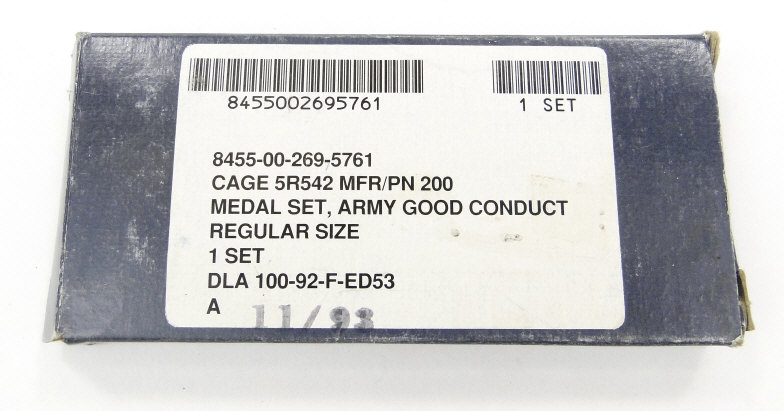 8455002695761 1 SET
8455-00-269-5761
CAGE 5R542 MFR/PN 200
MEDAL SET, ARMY GOOD CONDUCT
REGULAR SIZE
1 SET
DLA 100-92-F-ED53
A 11/93